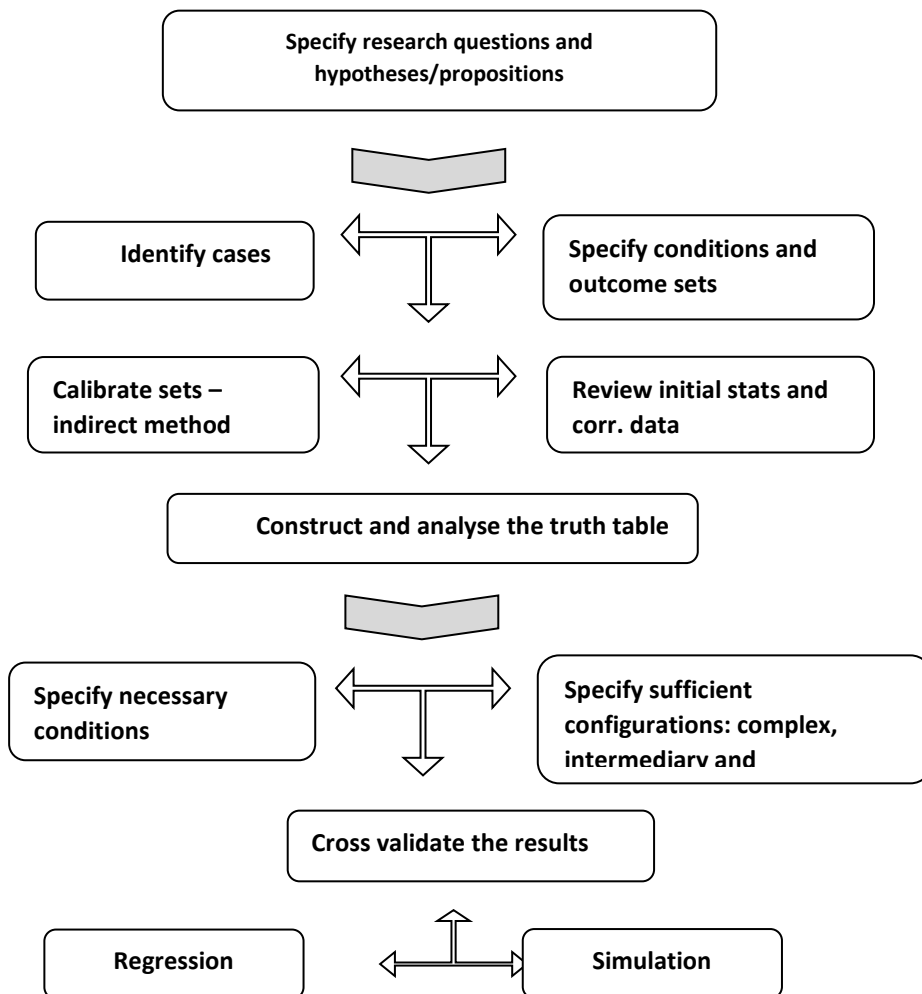 Specify research questions and
hypotheses/propositions
Identify cases
Specify conditions and
outcome sets
Calibrate sets –
indirect method
Review initial stats and
corr. data
Construct and analyse the truth table
Specify necessary
conditions
Specify sufficient
configurations: complex,
intermediary and
Cross validate the results
Regression
Simulation